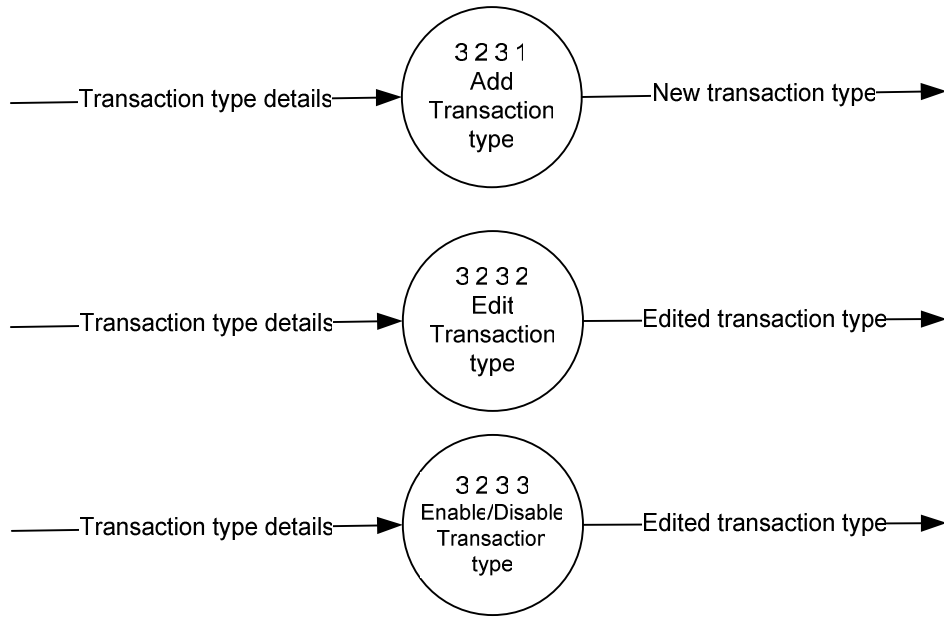 3 2 3 1
Add
Transaction
type
Transaction type details
New transaction type
3 2 3 2
Edit
Transaction
type
Transaction type details
Edited transaction type
3 2 3 3
Enable/Disable
Transaction
type
Transaction type details
Edited transaction type